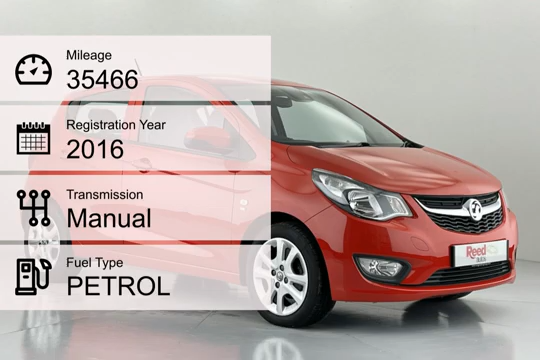 Mileage
35466
Registration Year
2016
Transmission
Manual
Fuel Type
PETROL
Reed